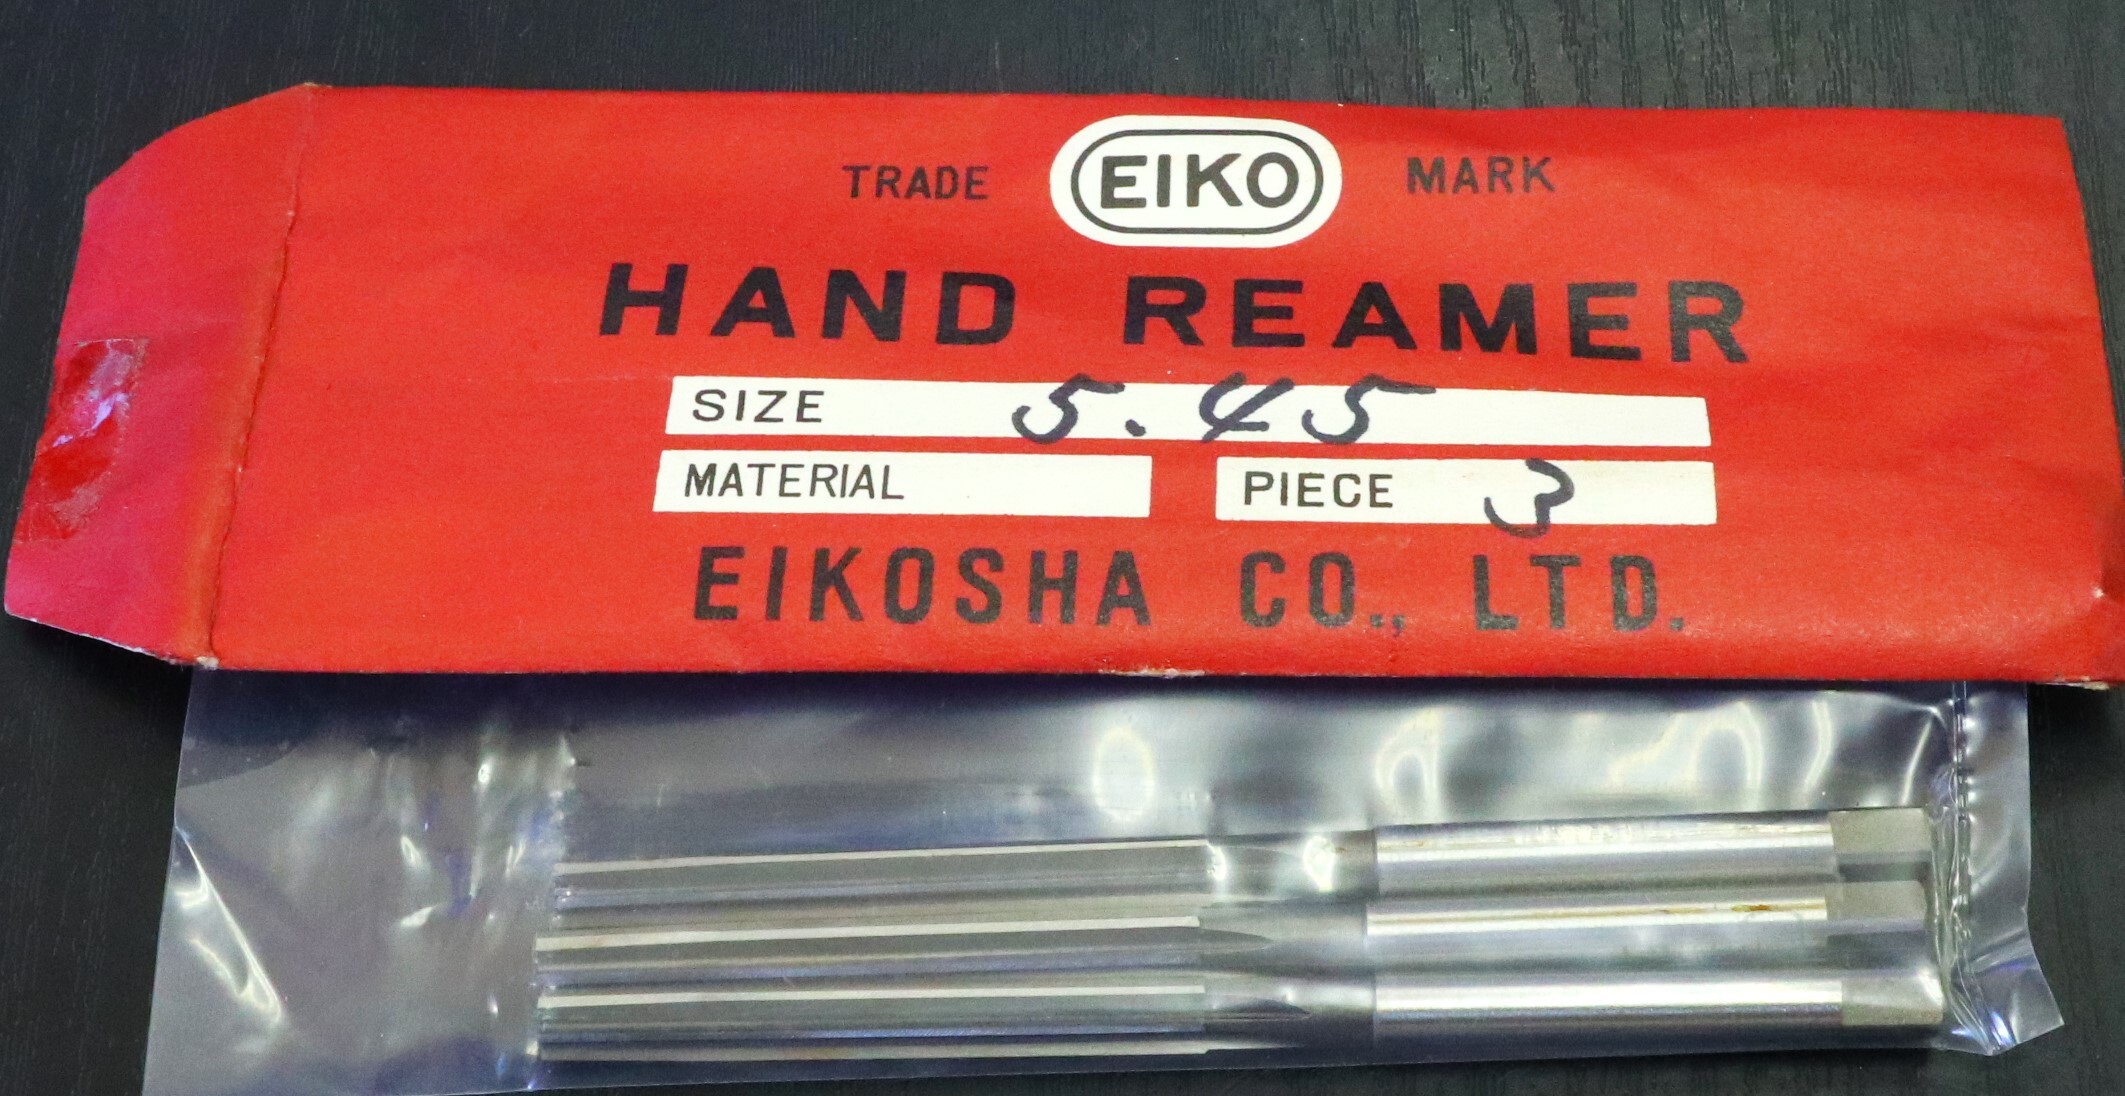 TRADE EIKO MARK
HAND REAMER
SIZE 5.45
MATERIAL PIECE 3
EIKOSHA CO., LTD.